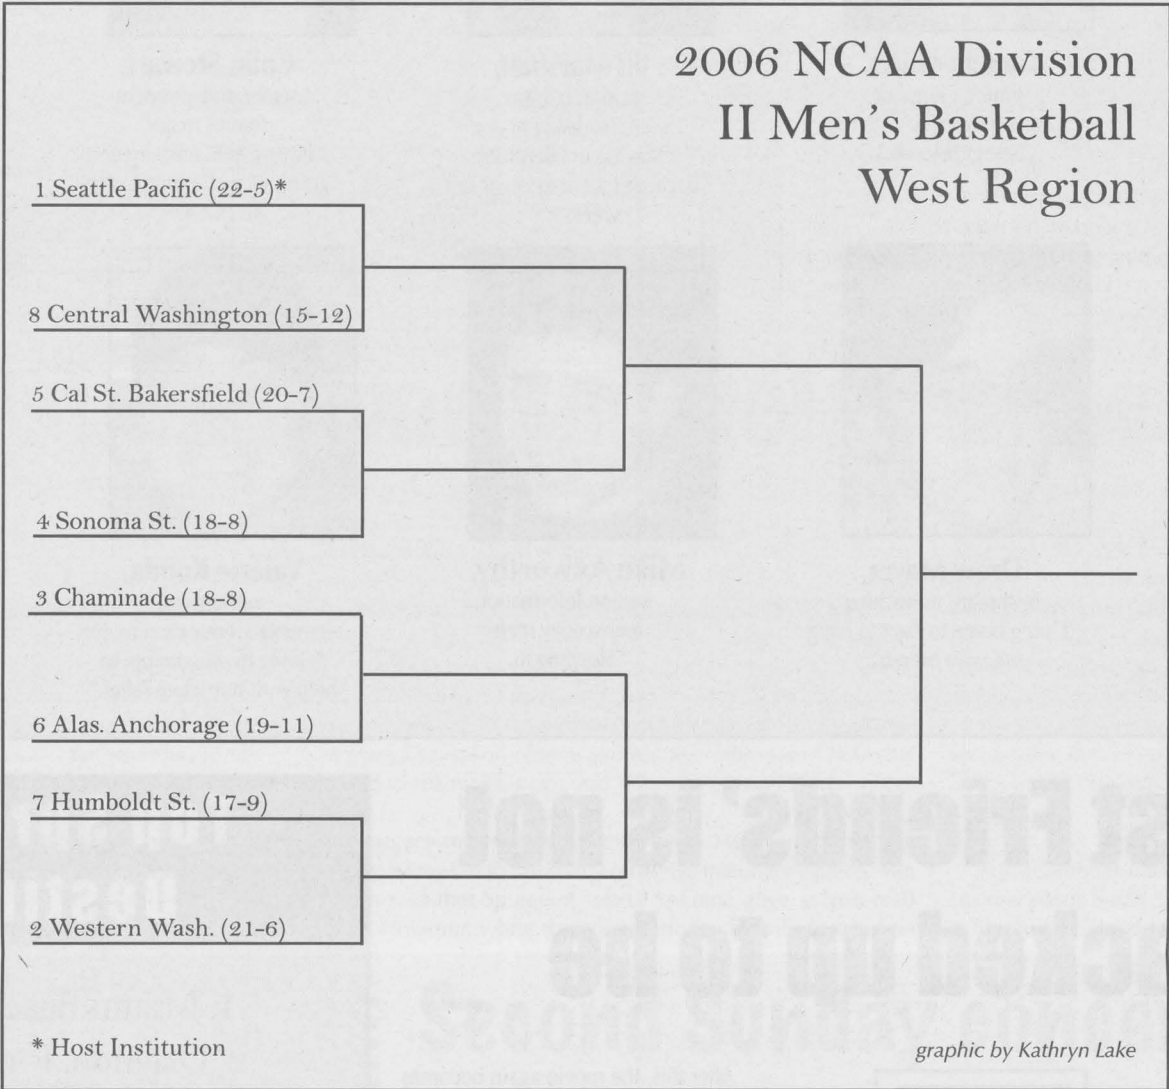 2006 NCAA Division
II Men's Basketball
West Region
1 Seattle Pacific (22-5)*
8 Central Washington (15-12)
5 Cal St. Bakersfield (20-7)
4 Sonoma St. (18-8)
3 Chaminade (18-8)
6 Alas. Anchorage (19-11)
7 Humboldt St. (17-9)
2 Western Wash. (21-6)
* Host Institution
graphic by Kathryn Lake